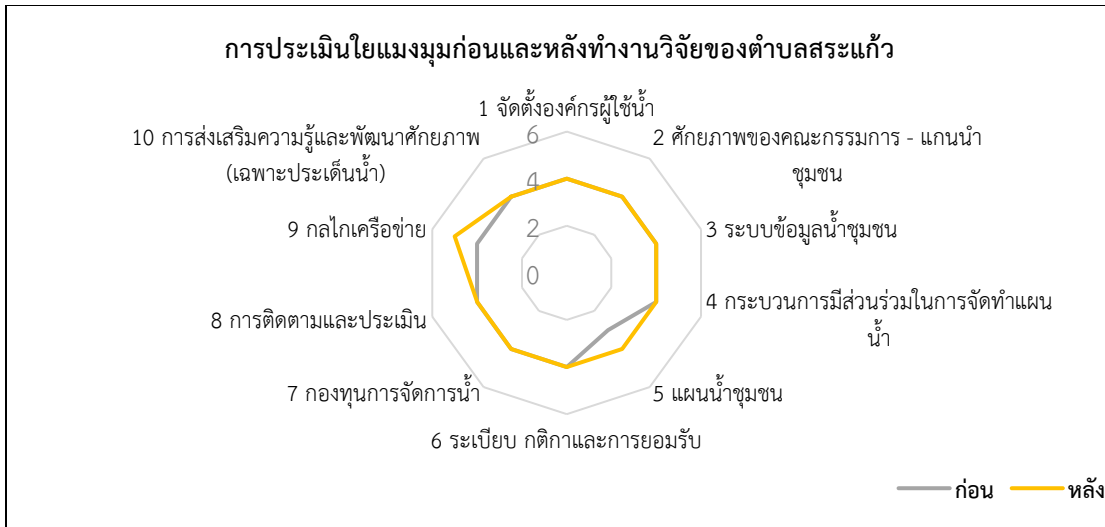 การประเมินใยแมงมุมก่อนและหลังทำงานวิจัยของตำบลสระแก้ว
1 จัดตั้งองค์กรผู้ใช้น้ำ
2 ศักยภาพของคณะกรรมการ - แกนนำ
ชุมชน
3 ระบบข้อมูลน้ำชุมชน
4 กระบวนการมีส่วนร่วมในการจัดทำแผน
น้ำ
5 แผนน้ำชุมชน
6 ระเบียบ กติกาและการยอมรับ
7 กองทุนการจัดการน้ำ
8 การติดตามและประเมิน
9 กลไกเครือข่าย
10 การส่งเสริมความรู้และพัฒนาศักยภาพ
(เฉพาะประเด็นน้ำ)
6
4
2
0
ก่อน
หลัง